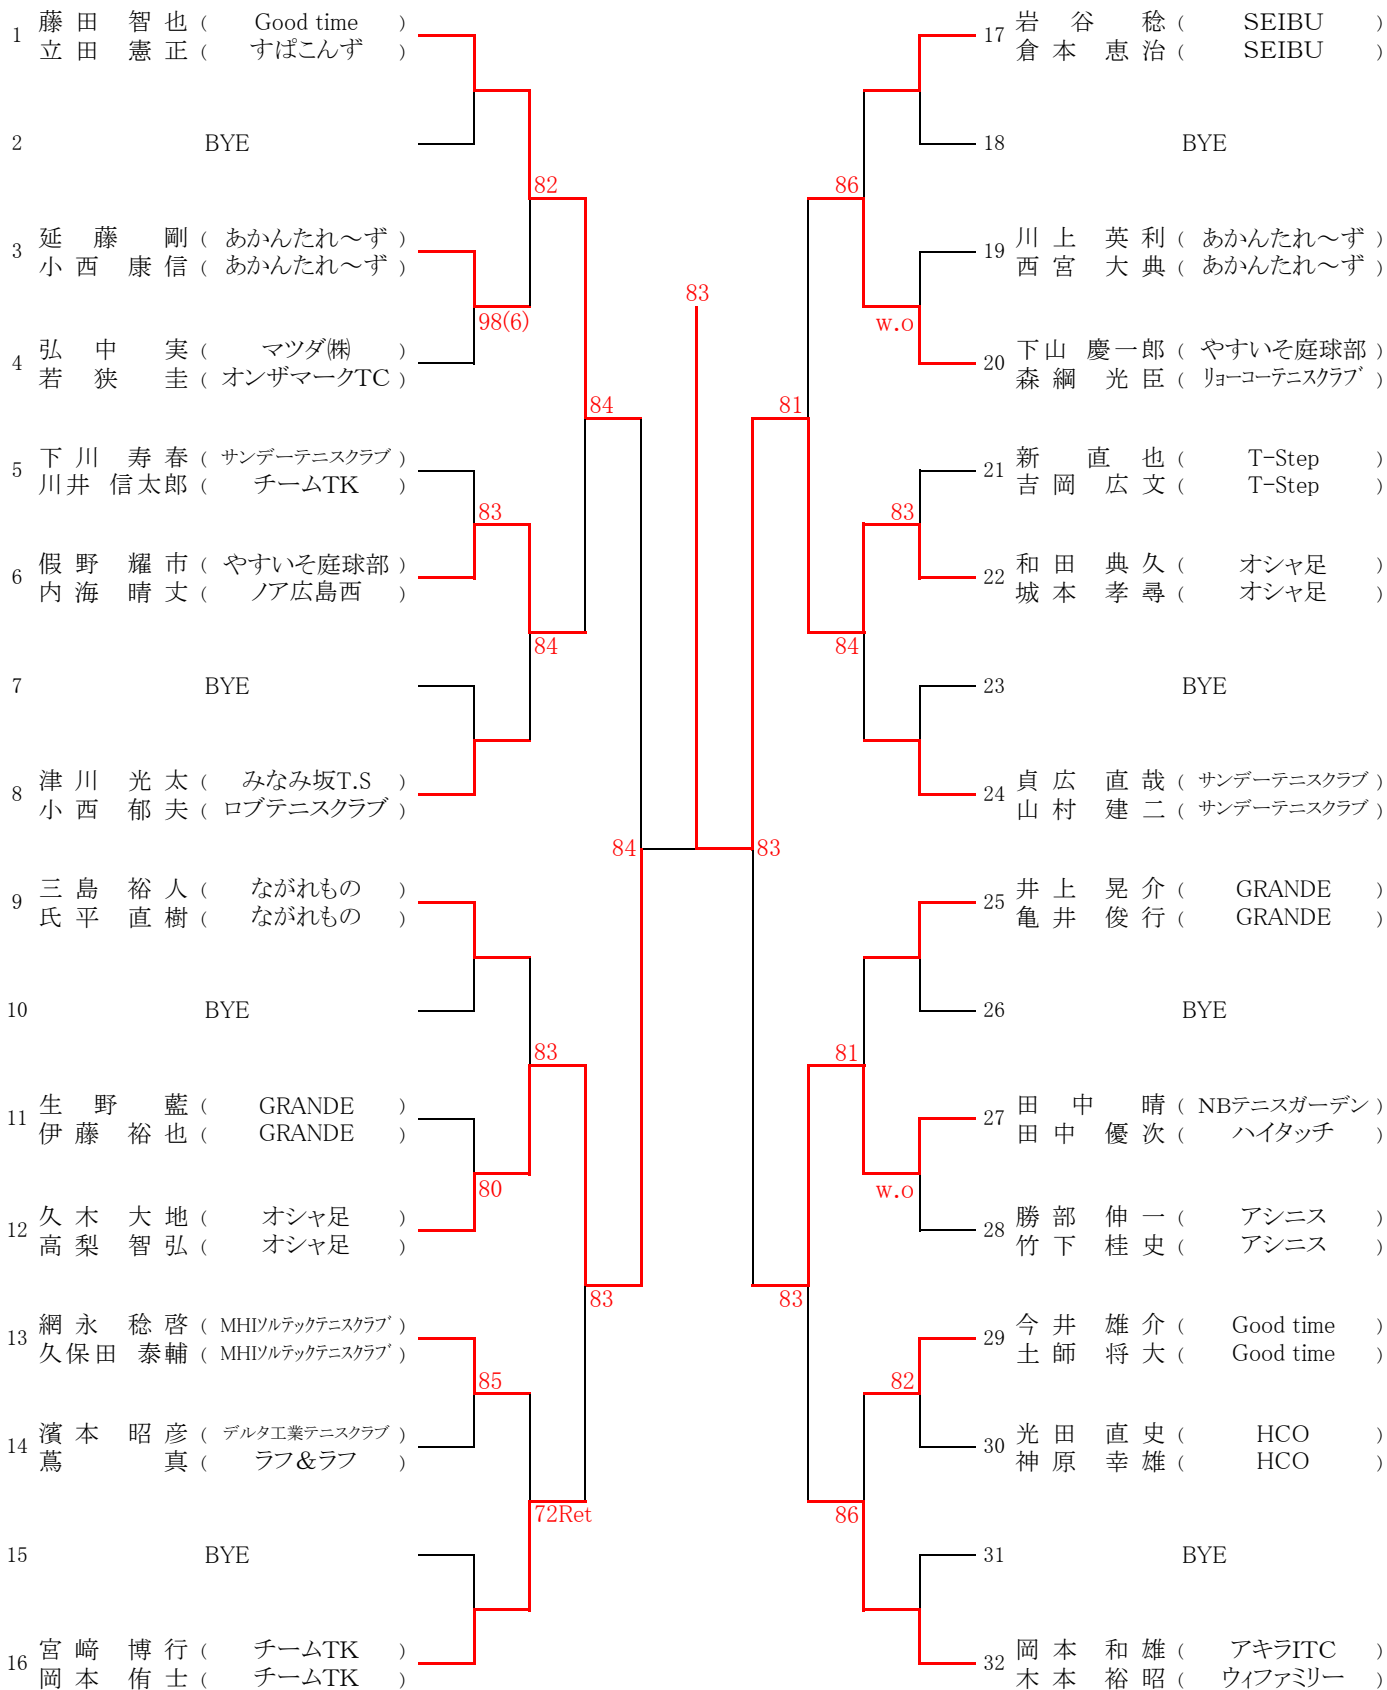 1 藤田 智也 ( Good time )
立田 憲正 ( すぱこんず )
2 BYE
82
3 延藤 剛 ( あかんたれ～ず )
小西 康信 ( あかんたれ～ず )
98(6)
4 弘中 実 ( マツダ㈱ )
若狭 圭 ( オンザマークTC )
84
5 下川 寿春 ( サンデーテニスクラブ )
川井 信太郎 ( チームTK )
83
6 假野 耀市 ( やすいそ庭球部 )
内海 晴丈 ( ノア広島西 )
84
7 BYE
8 津川 光太 ( みなみ坂T.S )
小西 郁夫 ( ロブテニスクラブ )
84
9 三島 裕人 ( ながれもの )
氏平 直樹 ( ながれもの )
10 BYE
83
11 生野 藍 ( GRANDE )
伊藤 裕也 ( GRANDE )
80
12 久木 大地 ( オシャ足 )
高梨 智弘 ( オシャ足 )
83
13 網永 稔啓 ( MHIソルテックテニスクラブ )
久保田 泰輔 ( MHIソルテックテニスクラブ )
85
14 濱本 昭彦 ( デルタ工業テニスクラブ )
蔦 真 ( ラフ&ラフ )
72Ret
15 BYE
16 宮﨑 博行 ( チームTK )
岡本 侑士 ( チームTK )
83
17 岩谷 稔 ( SEIBU )
倉本 恵治 ( SEIBU )
18 BYE
86
19 川上 英利 ( あかんたれ～ず )
西宮 大典 ( あかんたれ～ず )
w.o
20 下山 慶一郎 ( やすいそ庭球部 )
森綱 光臣 ( リョーコーテニスクラブ )
81
21 新 直也 ( T-Step )
吉岡 広文 ( T-Step )
83
22 和田 典久 ( オシャ足 )
城本 孝尋 ( オシャ足 )
84
23 BYE
24 貞広 直哉 ( サンデーテニスクラブ )
山村 建二 ( サンデーテニスクラブ )
83
25 井上 晃介 ( GRANDE )
亀井 俊行 ( GRANDE )
26 BYE
81
27 田中 晴 ( NBテニスガーデン )
田中 優次 ( ハイタッチ )
w.o
28 勝部 伸一 ( アシニス )
竹下 桂史 ( アシニス )
83
29 今井 雄介 ( Good time )
土師 将大 ( Good time )
82
30 光田 直史 ( HCO )
神原 幸雄 ( HCO )
86
31 BYE
32 岡本 和雄 ( アキラITC )
木本 裕昭 ( ウィファミリー )